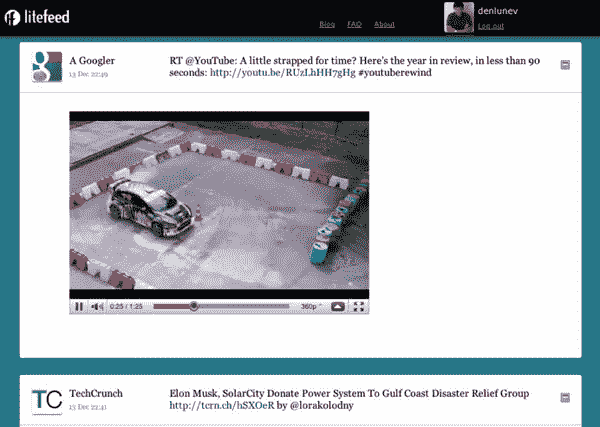 litefeed
Blog FAQ About
denlunev
Log out
A Googler
13 Dec 22:49
RT @YouTube: A little strapped for time? Here's the year in review, in less than 90
seconds: http://youtu.be/RUzLhHH7gHg #youtuberewind
0:25 / 1:25
360p
TC
TechCrunch
13 Dec 22:41
Elon Musk, SolarCity Donate Power System To Gulf Coast Disaster Relief Group
http://tcrn.ch/hSXOeR by @lorakolodny